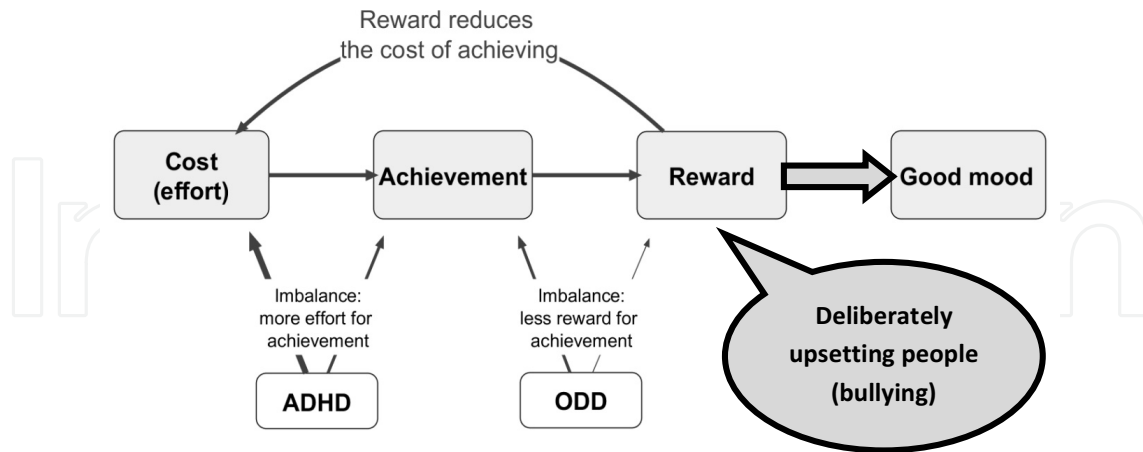 Reward reduces
the cost of achieving
Cost
(effort)
Achievement
Reward
Good mood
Imbalance:
more effort for
achievement
Imbalance:
less reward for
achievement
Deliberately
upsetting people
(bullying)
ADHD
ODD